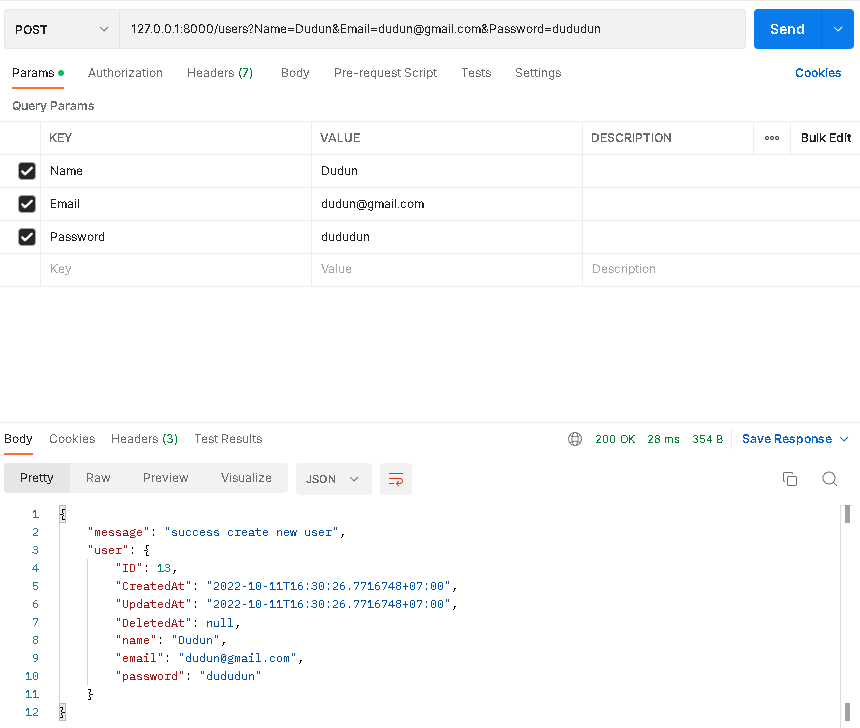 POST 127.0.0.1:8000/users?Name=Dudun&Email=dudun@gmail.com&Password=dududun Send
Params Authorization Headers (7) Body Pre-request Script Tests Settings Cookies
Query Params
KEY VALUE DESCRIPTION ooo Bulk Edit
Name Dudun
Email dudun@gmail.com
Password dududun
Key Value Description
Body Cookies Headers (3) Test Results 200 OK 28 ms 354 B Save Response
Pretty Raw Preview Visualize JSON
1 {
2 "message": "success create new user",
3 "user": {
4 "ID": 13,
5 "CreatedAt": "2022-10-11T16:30:26.7716748+07:00",
6 "UpdatedAt": "2022-10-11T16:30:26.7716748+07:00",
7 "DeletedAt": null,
8 "name": "Dudun",
9 "email": "dudun@gmail.com",
10 "password": "dududun"
11 }
12 }